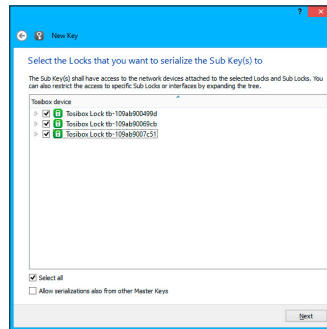 New Key
Select the Locks that you want to serialize the Sub Key(s) to
The Sub Key(s) shall have access to the network devices attached to the selected Locks and Sub Locks. You
can also restrict the access to specific Sub Locks or interfaces by expanding the tree.
Tosibox device
Tosibox Lock tb-109ab900499d
Tosibox Lock tb-109ab90069cb
Tosibox Lock tb-109ab9007c51
Select all
Allow serializations also from other Master Keys
Next